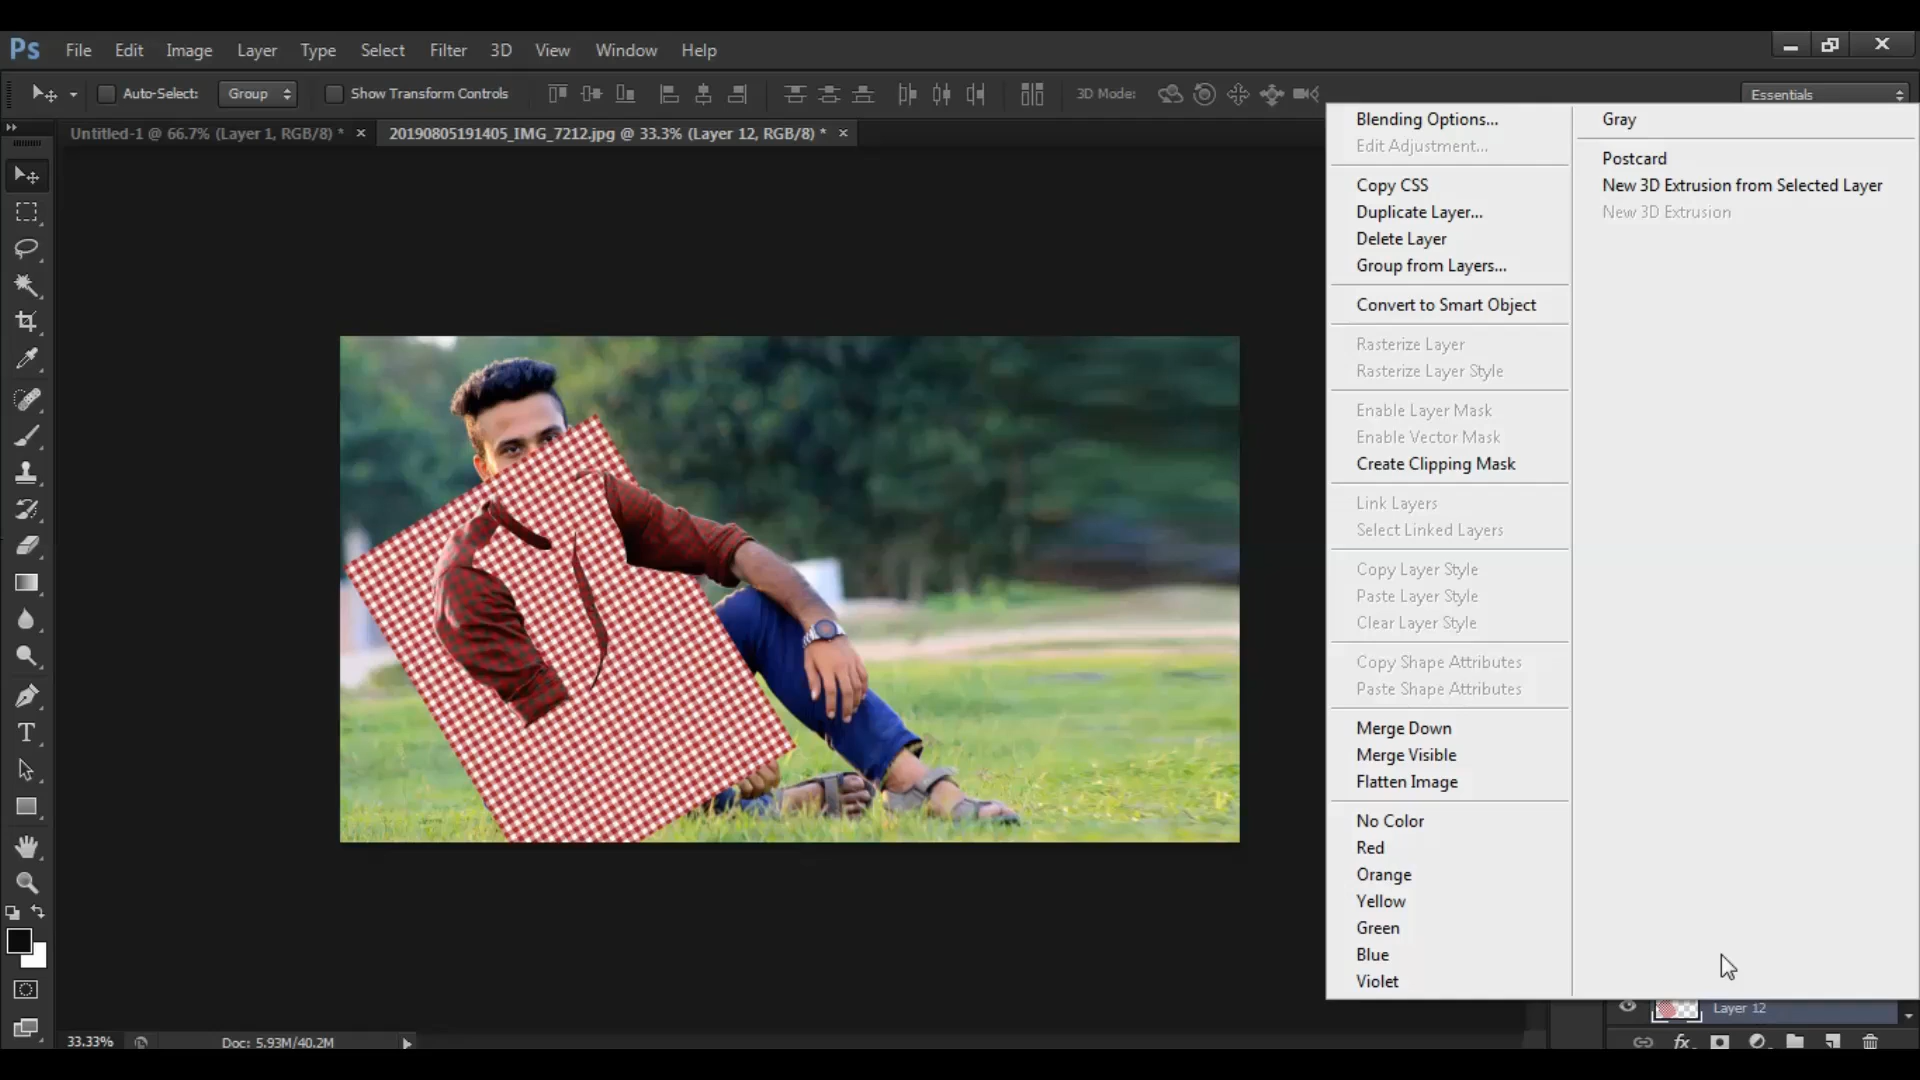 Ps File Edit Image Layer Type Select Filter 3D View Window Help
Auto-Select: Group Show Transform Controls 3D Mode: Essentials
Untitled-1 @ 66.7% (Layer 1, RGB/8) * 20190805191405_IMG_7212.jpg @ 33.3% (Layer 12, RGB/8) *
Blending Options...
Edit Adjustment...
Copy CSS
Duplicate Layer...
Delete Layer
Group from Layers...
Convert to Smart Object
Rasterize Layer
Rasterize Layer Style
Enable Layer Mask
Enable Vector Mask
Create Clipping Mask
Link Layers
Select Linked Layers
Copy Layer Style
Paste Layer Style
Clear Layer Style
Copy Shape Attributes
Paste Shape Attributes
Merge Down
Merge Visible
Flatten Image
No Color
Red
Orange
Yellow
Green
Blue
Violet
Gray
Postcard
New 3D Extrusion from Selected Layer
New 3D Extrusion
Layer 12
fx
33.33% Doc: 5.93M/40.2M